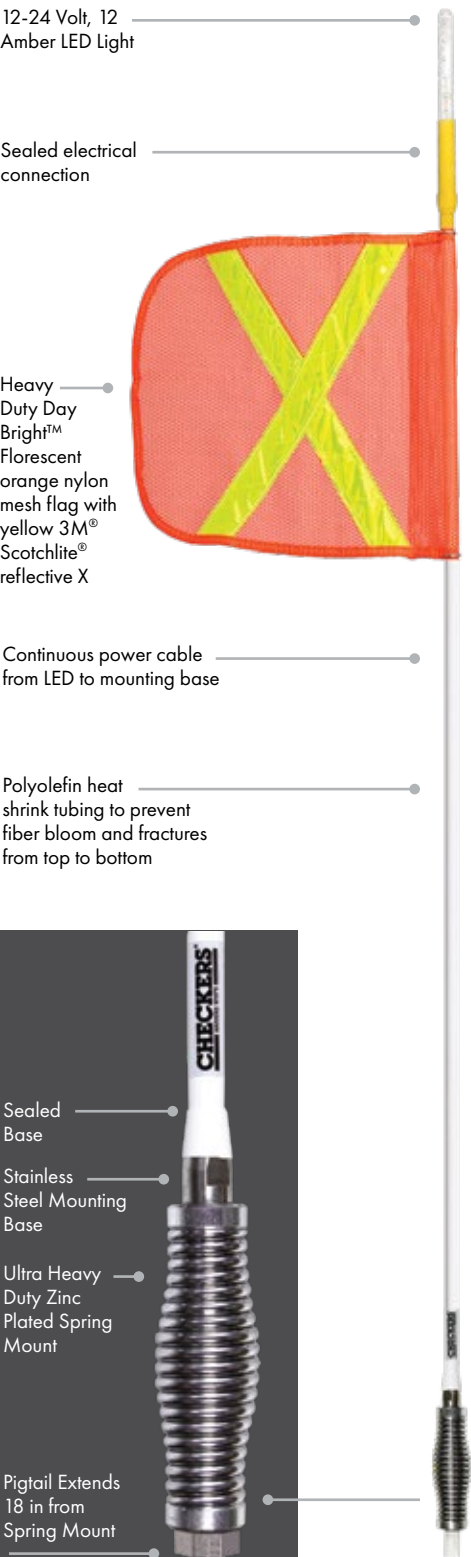 12-24 Volt, 12
Amber LED Light
Sealed electrical
connection
Heavy
Duty Day
Bright™
Florescent
orange nylon
mesh flag with
yellow 3M®
Scotchlite®
reflective X
Continuous power cable
from LED to mounting base
Polyolefin heat
shrink tubing to prevent
fiber bloom and fractures
from top to bottom
CHECKERS
Sealed
Base
Stainless
Steel Mounting
Base
Ultra Heavy
Duty Zinc
Plated Spring
Mount
CHECKERS
Pigtail Extends
18 in from
Spring Mount